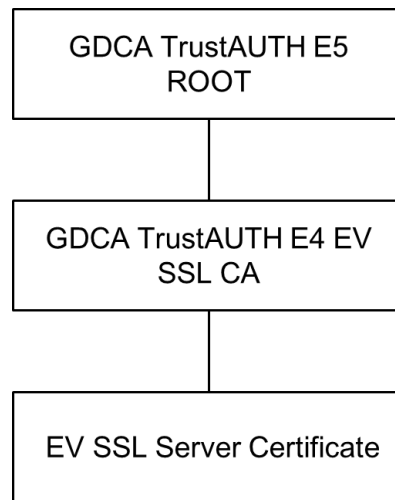 GDCA TrustAUTH E5
ROOT
GDCA TrustAUTH E4 EV
SSL CA
EV SSL Server Certificate